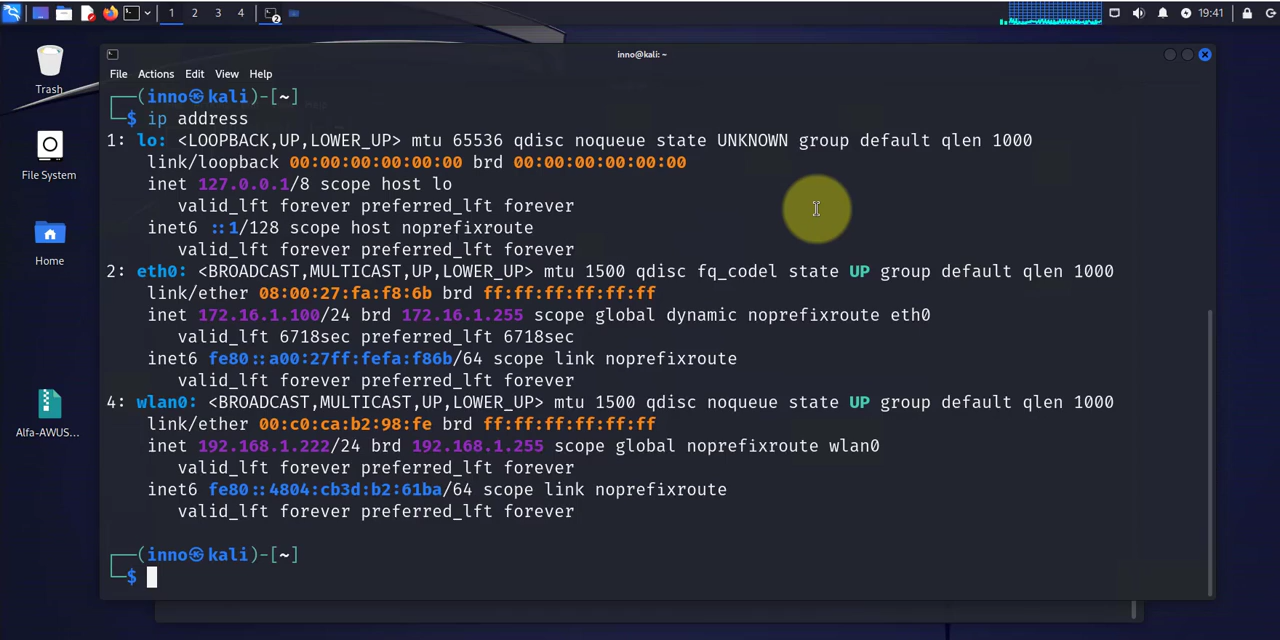 1 2 3 4 2 19:41
inno@kali: ~
File Actions Edit View Help
Trash
File System
Home
Alfa-AWUS...
┌──(inno㉿kali)-[~]
└─$ ip address
1: lo: <LOOPBACK,UP,LOWER_UP> mtu 65536 qdisc noqueue state UNKNOWN group default qlen 1000
    link/loopback 00:00:00:00:00:00 brd 00:00:00:00:00:00
    inet 127.0.0.1/8 scope host lo
       valid_lft forever preferred_lft forever
    inet6 ::1/128 scope host noprefixroute
       valid_lft forever preferred_lft forever
2: eth0: <BROADCAST,MULTICAST,UP,LOWER_UP> mtu 1500 qdisc fq_codel state UP group default qlen 1000
    link/ether 08:00:27:fa:f8:6b brd ff:ff:ff:ff:ff:ff
    inet 172.16.1.100/24 brd 172.16.1.255 scope global dynamic noprefixroute eth0
       valid_lft 6718sec preferred_lft 6718sec
    inet6 fe80::a00:27ff:fefa:f86b/64 scope link noprefixroute
       valid_lft forever preferred_lft forever
4: wlan0: <BROADCAST,MULTICAST,UP,LOWER_UP> mtu 1500 qdisc noqueue state UP group default qlen 1000
    link/ether 00:c0:ca:b2:98:fe brd ff:ff:ff:ff:ff:ff
    inet 192.168.1.222/24 brd 192.168.1.255 scope global noprefixroute wlan0
       valid_lft forever preferred_lft forever
    inet6 fe80::4804:cb3d:b2:61ba/64 scope link noprefixroute
       valid_lft forever preferred_lft forever
┌──(inno㉿kali)-[~]
└─$